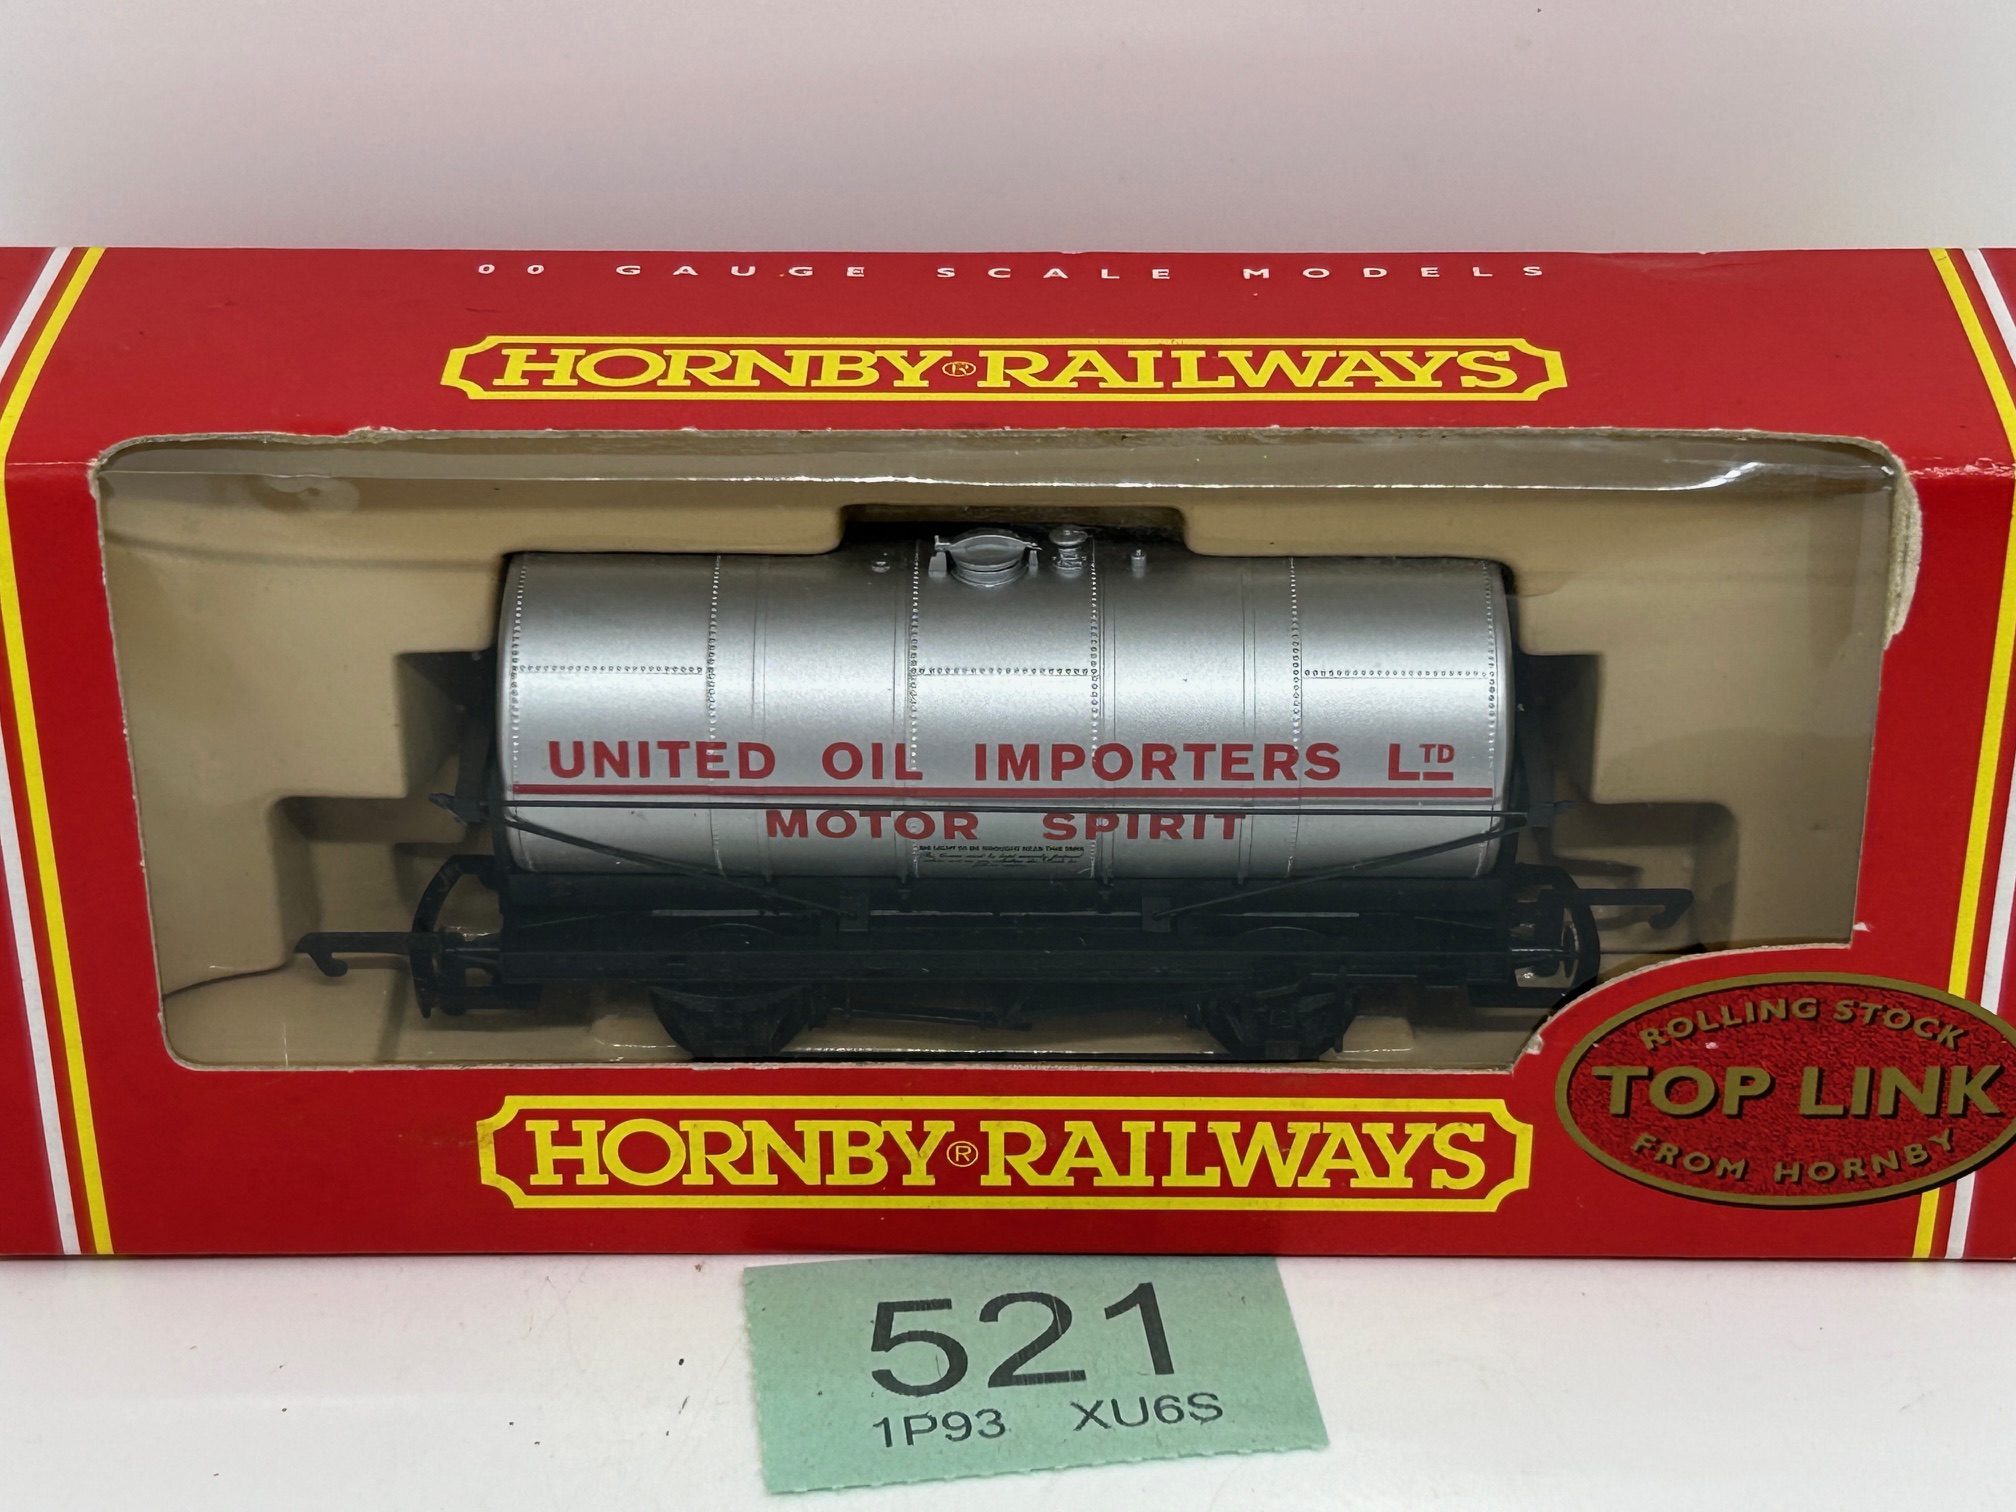 00 GAUGE SCALE MODELS
HORNBY® RAILWAYS
UNITED OIL IMPORTERS LTD
MOTOR SPIRIT
HORNBY® RAILWAYS
ROLLING STOCK
TOP LINK
FROM HORNBY
521
1P93 XU6S